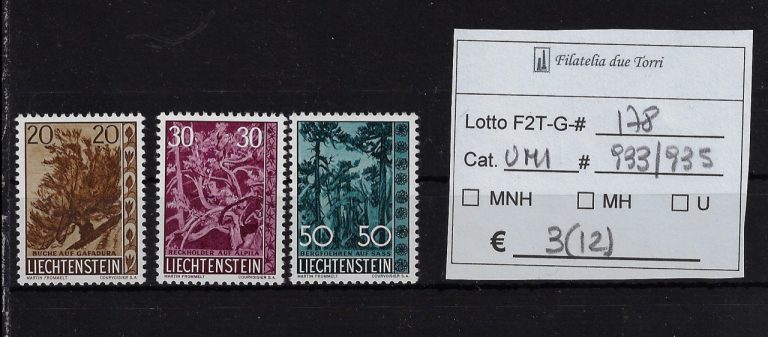 20 20
BUCHE AUF GAFADURA
LIECHTENSTEIN
MARTIN FROMMELT COURVOISIER S.A.
30 30
RECKHOLDER AUF ALPILA
LIECHTENSTEIN
MARTIN FROMMELT COURVOISIER S.A.
50 50
BERGFOEHREN AUF SASS
LIECHTENSTEIN
MARTIN FROMMELT COURVOISIER S.A.
Filatelia due Torri
Lotto F2T-G-# 178
Cat. UNI # 933/935
MNH MH U
€ 3(12)